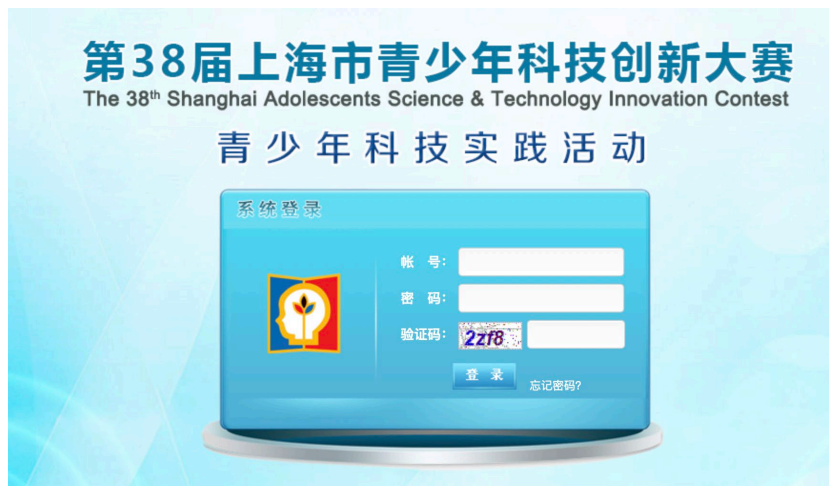 第38届上海市青少年科技创新大赛
The 38th Shanghai Adolescents Science & Technology Innovation Contest
青少年科技实践活动
系统登录
帐 号：
密 码：
验证码： 2zf8
登 录 忘记密码?